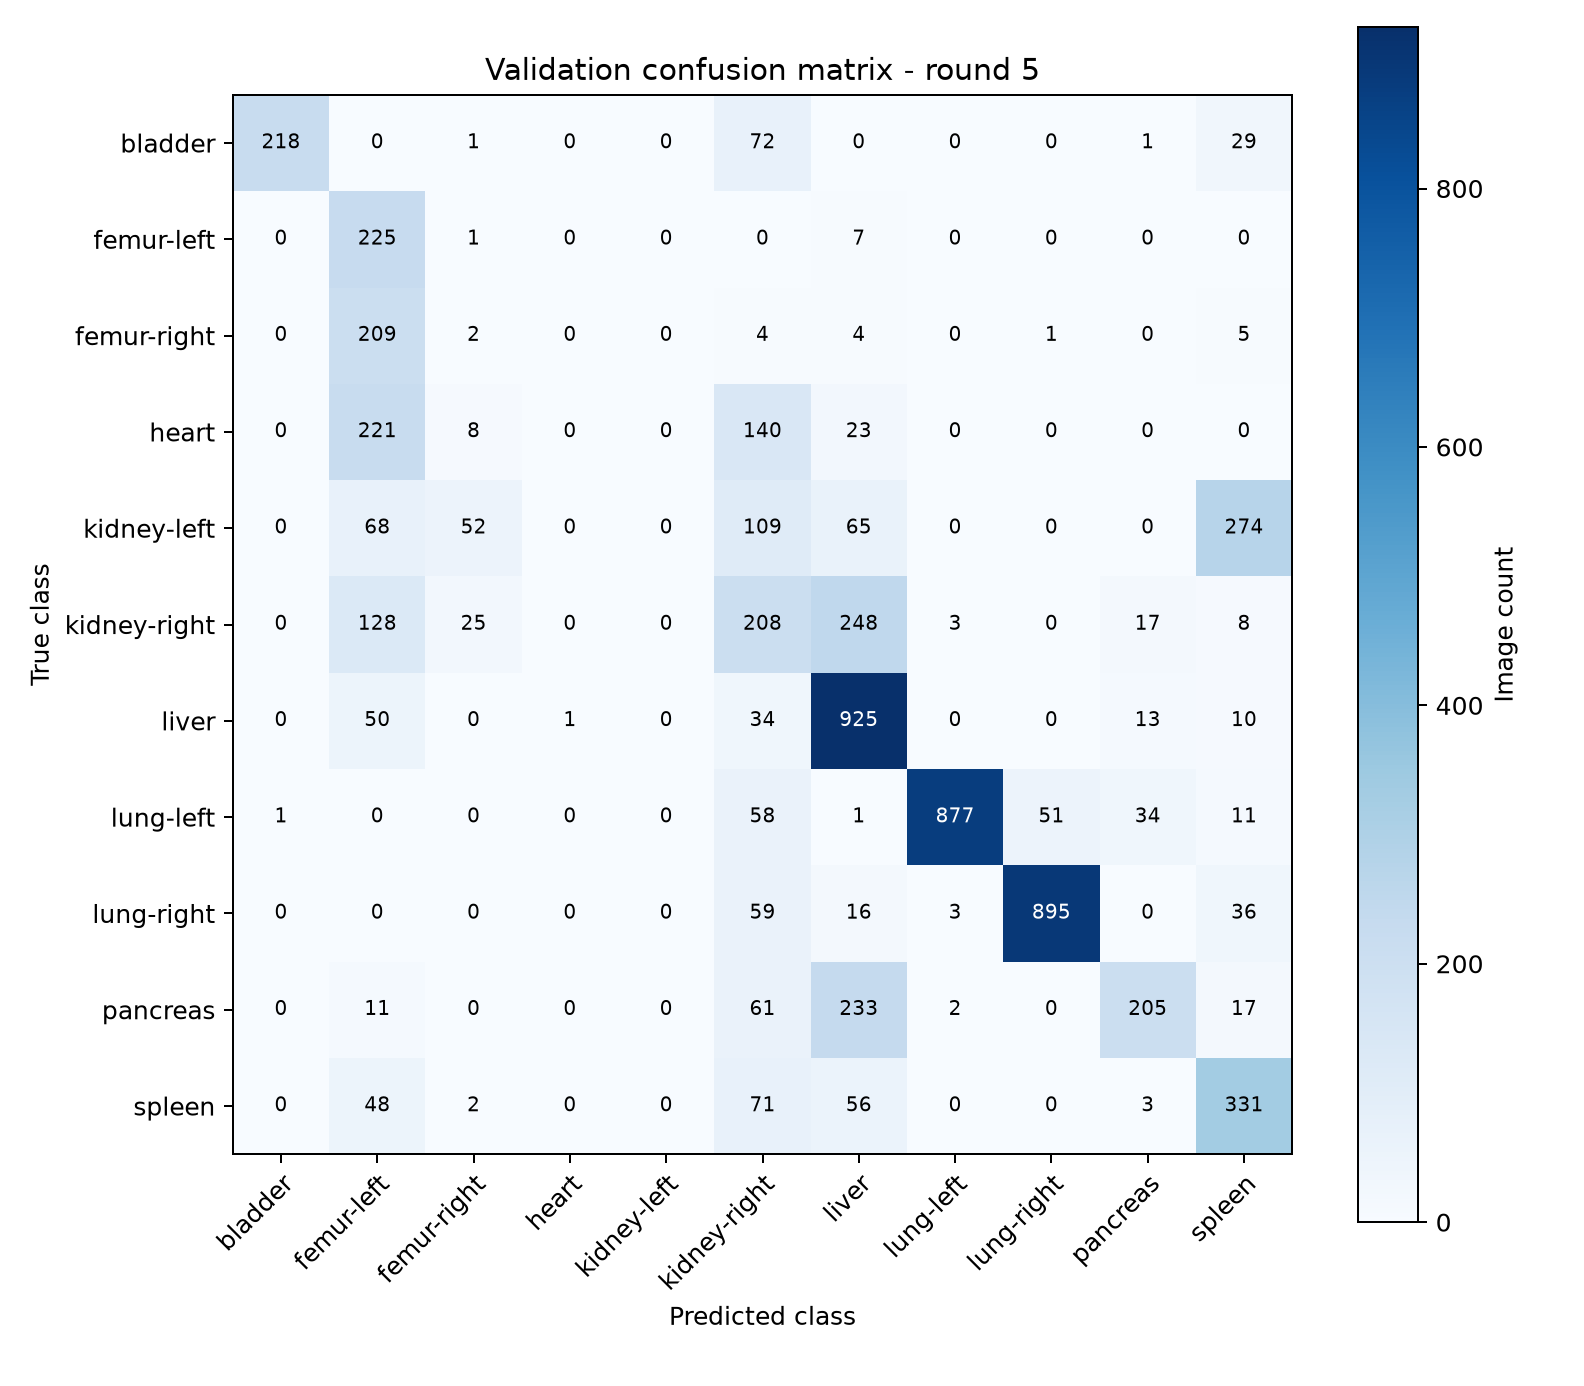 Validation confusion matrix - round 5
bladder 218 0 1 0 0 72 0 0 0 1 29
femur-left 0 225 1 0 0 0 7 0 0 0 0
femur-right 0 209 2 0 0 4 4 0 1 0 5
heart 0 221 8 0 0 140 23 0 0 0 0
kidney-left 0 68 52 0 0 109 65 0 0 0 274
kidney-right 0 128 25 0 0 208 248 3 0 17 8
liver 0 50 0 1 0 34 925 0 0 13 10
lung-left 1 0 0 0 0 58 1 877 51 34 11
lung-right 0 0 0 0 0 59 16 3 895 0 36
pancreas 0 11 0 0 0 61 233 2 0 205 17
spleen 0 48 2 0 0 71 56 0 0 3 331
True class
bladder femur-left femur-right heart kidney-left kidney-right liver lung-left lung-right pancreas spleen
Predicted class
800
600
400
200
0
Image count